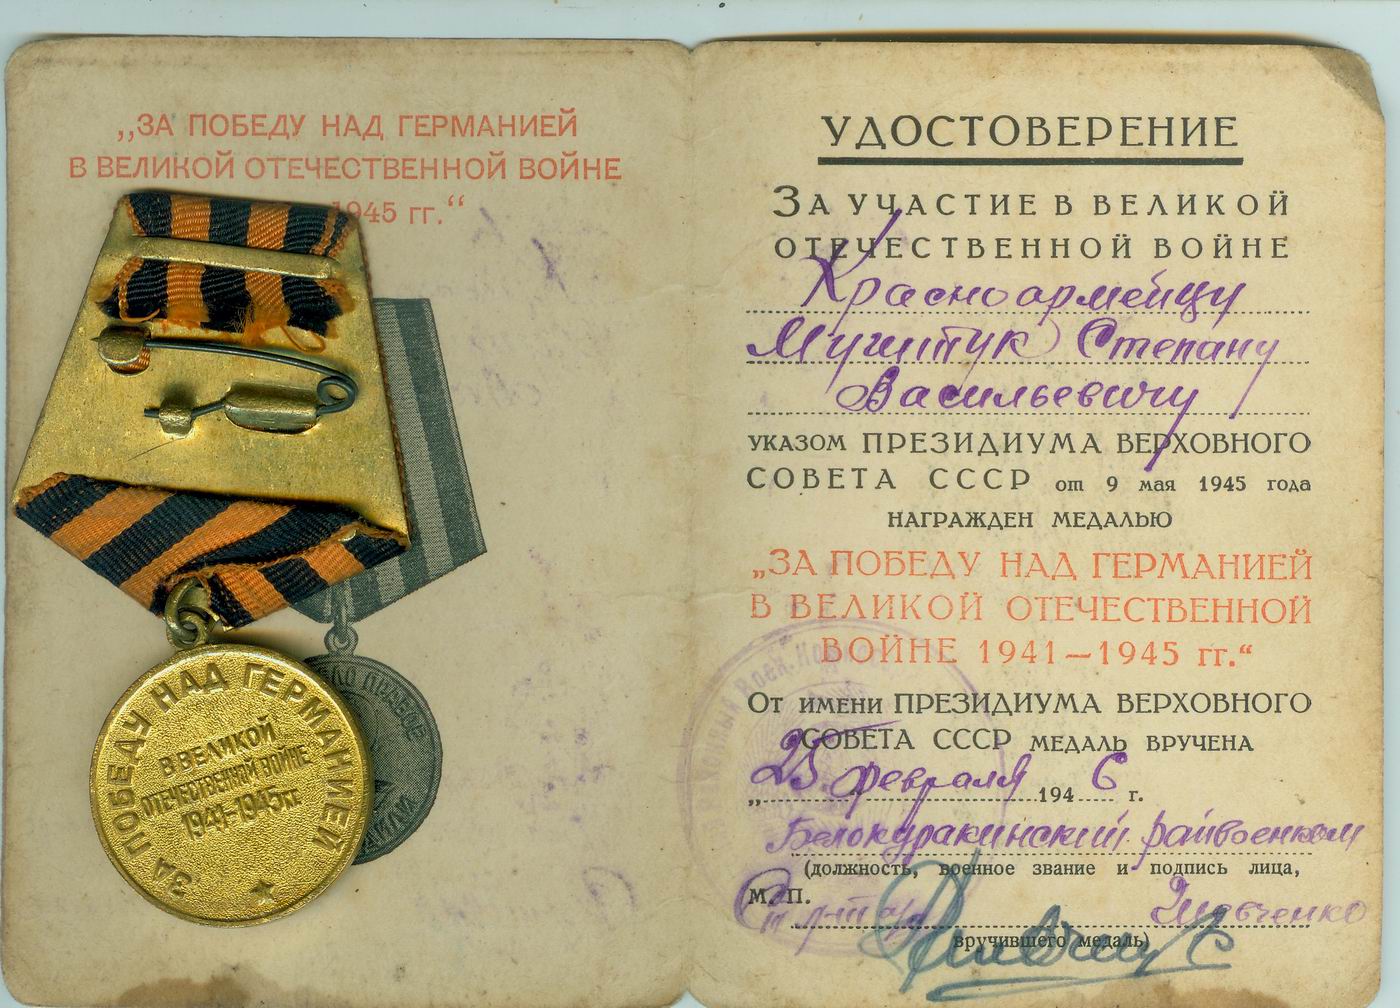 „ЗА ПОБЕДУ НАД ГЕРМАНИЕЙ
В ВЕЛИКОЙ ОТЕЧЕСТВЕННОЙ ВОЙНЕ
1945 гг.“
ЗА ПОБЕДУ НАД ГЕРМАНИЕЙ
В ВЕЛИКОЙ
ОТЕЧЕСТВЕННОЙ ВОЙНЕ
1941-1945 гг
ПРАВОЕ
УДОСТОВЕРЕНИЕ
ЗА УЧАСТИЕ В ВЕЛИКОЙ
ОТЕЧЕСТВЕННОЙ ВОЙНЕ
Красноармейцу
Степану
Васильевичу
УКАЗОМ ПРЕЗИДИУМА ВЕРХОВНОГО
СОВЕТА СССР от 9 мая 1945 года
НАГРАЖДЕН МЕДАЛЬЮ
„ЗА ПОБЕДУ НАД ГЕРМАНИЕЙ
В ВЕЛИКОЙ ОТЕЧЕСТВЕННОЙ
ВОЙНЕ 1941—1945 гг.“
От ИМЕНИ ПРЕЗИДИУМА ВЕРХОВНОГО
СОВЕТА СССР МЕДАЛЬ ВРУЧЕНА
„25 февраля 1946 г.
Белокуракинский райвоенком
(должность, военное звание и подпись лица,
М. П. Шевченко
вручившего медаль)